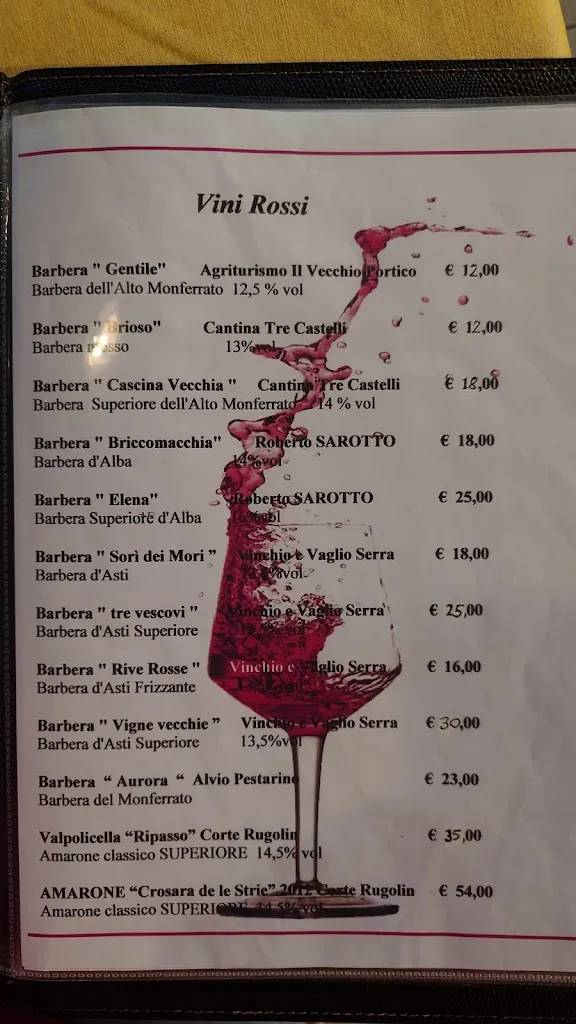 Vini Rossi
Barbera " Gentile" Agriturismo Il Vecchio Portico € 12,00
Barbera dell'Alto Monferrato 12,5 % vol
Barbera " Brioso" Cantina Tre Castelli € 12,00
Barbera mosso 13%vol
Barbera " Cascina Vecchia " Cantina Tre Castelli € 18,00
Barbera Superiore dell'Alto Monferrato 14 % vol
Barbera " Briccomacchia" Roberto SAROTTO € 18,00
Barbera d'Alba 14%vol
Barbera " Elena" Roberto SAROTTO € 25,00
Barbera Superiore d'Alba 16%vol
Barbera " Sorì dei Mori ” Vinchio e Vaglio Serra € 18,00
Barbera d'Asti %vol
Barbera " tre vescovi " Vinchio e Vaglio Serra € 25,00
Barbera d'Asti Superiore
Barbera " Rive Rosse " Vinchio e Vaglio Serra € 16,00
Barbera d'Asti Frizzante
Barbera " Vigne vecchie ” Vinchio e Vaglio Serra € 30,00
Barbera d'Asti Superiore 13,5%vol
Barbera “ Aurora “ Alvio Pestarino € 23,00
Barbera del Monferrato
Valpolicella “Ripasso” Corte Rugolin € 35,00
Amarone classico SUPERIORE 14,5% vol
AMARONE “Crosara de le Strie” 2012 Corte Rugolin € 54,00
Amarone classico SUPERIORE 14,5% vol